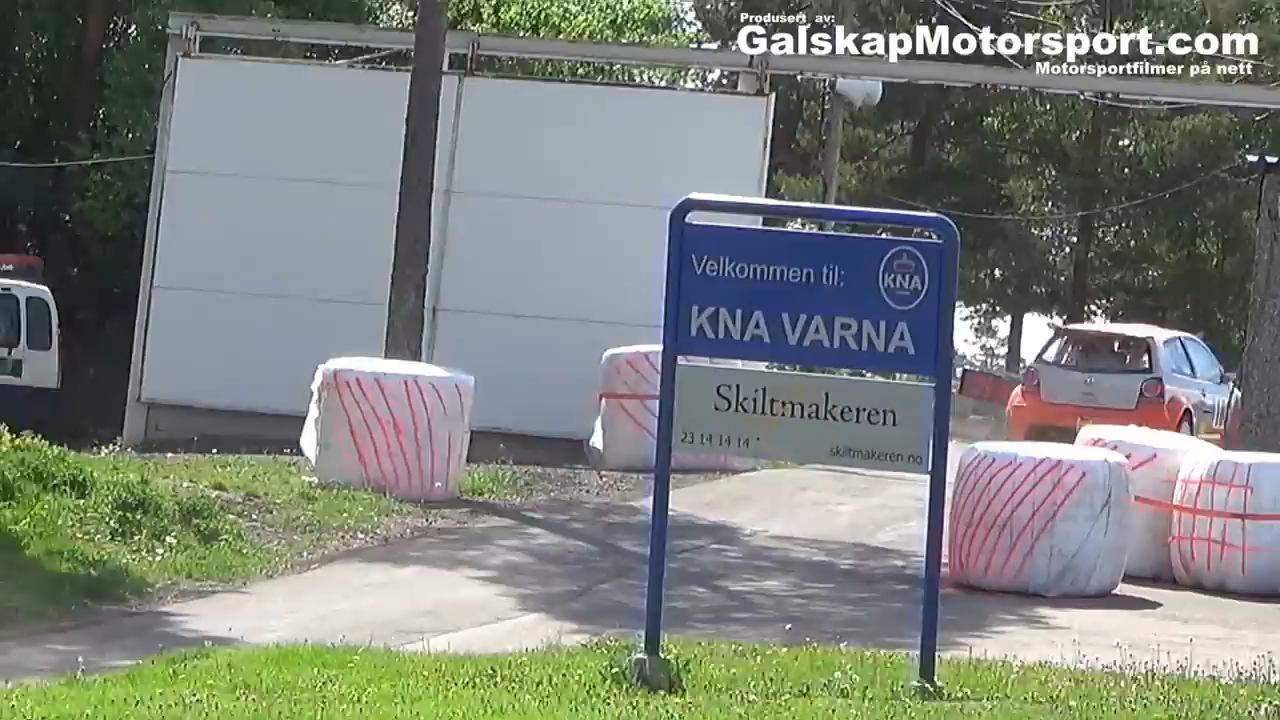 Produsert av:
GalskapMotorsport.com
Motorsportfilmer på nett
Velkommen til:
KNA
KNA VARNA
Skiltmakeren
23 14 14 14
skiltmakeren no